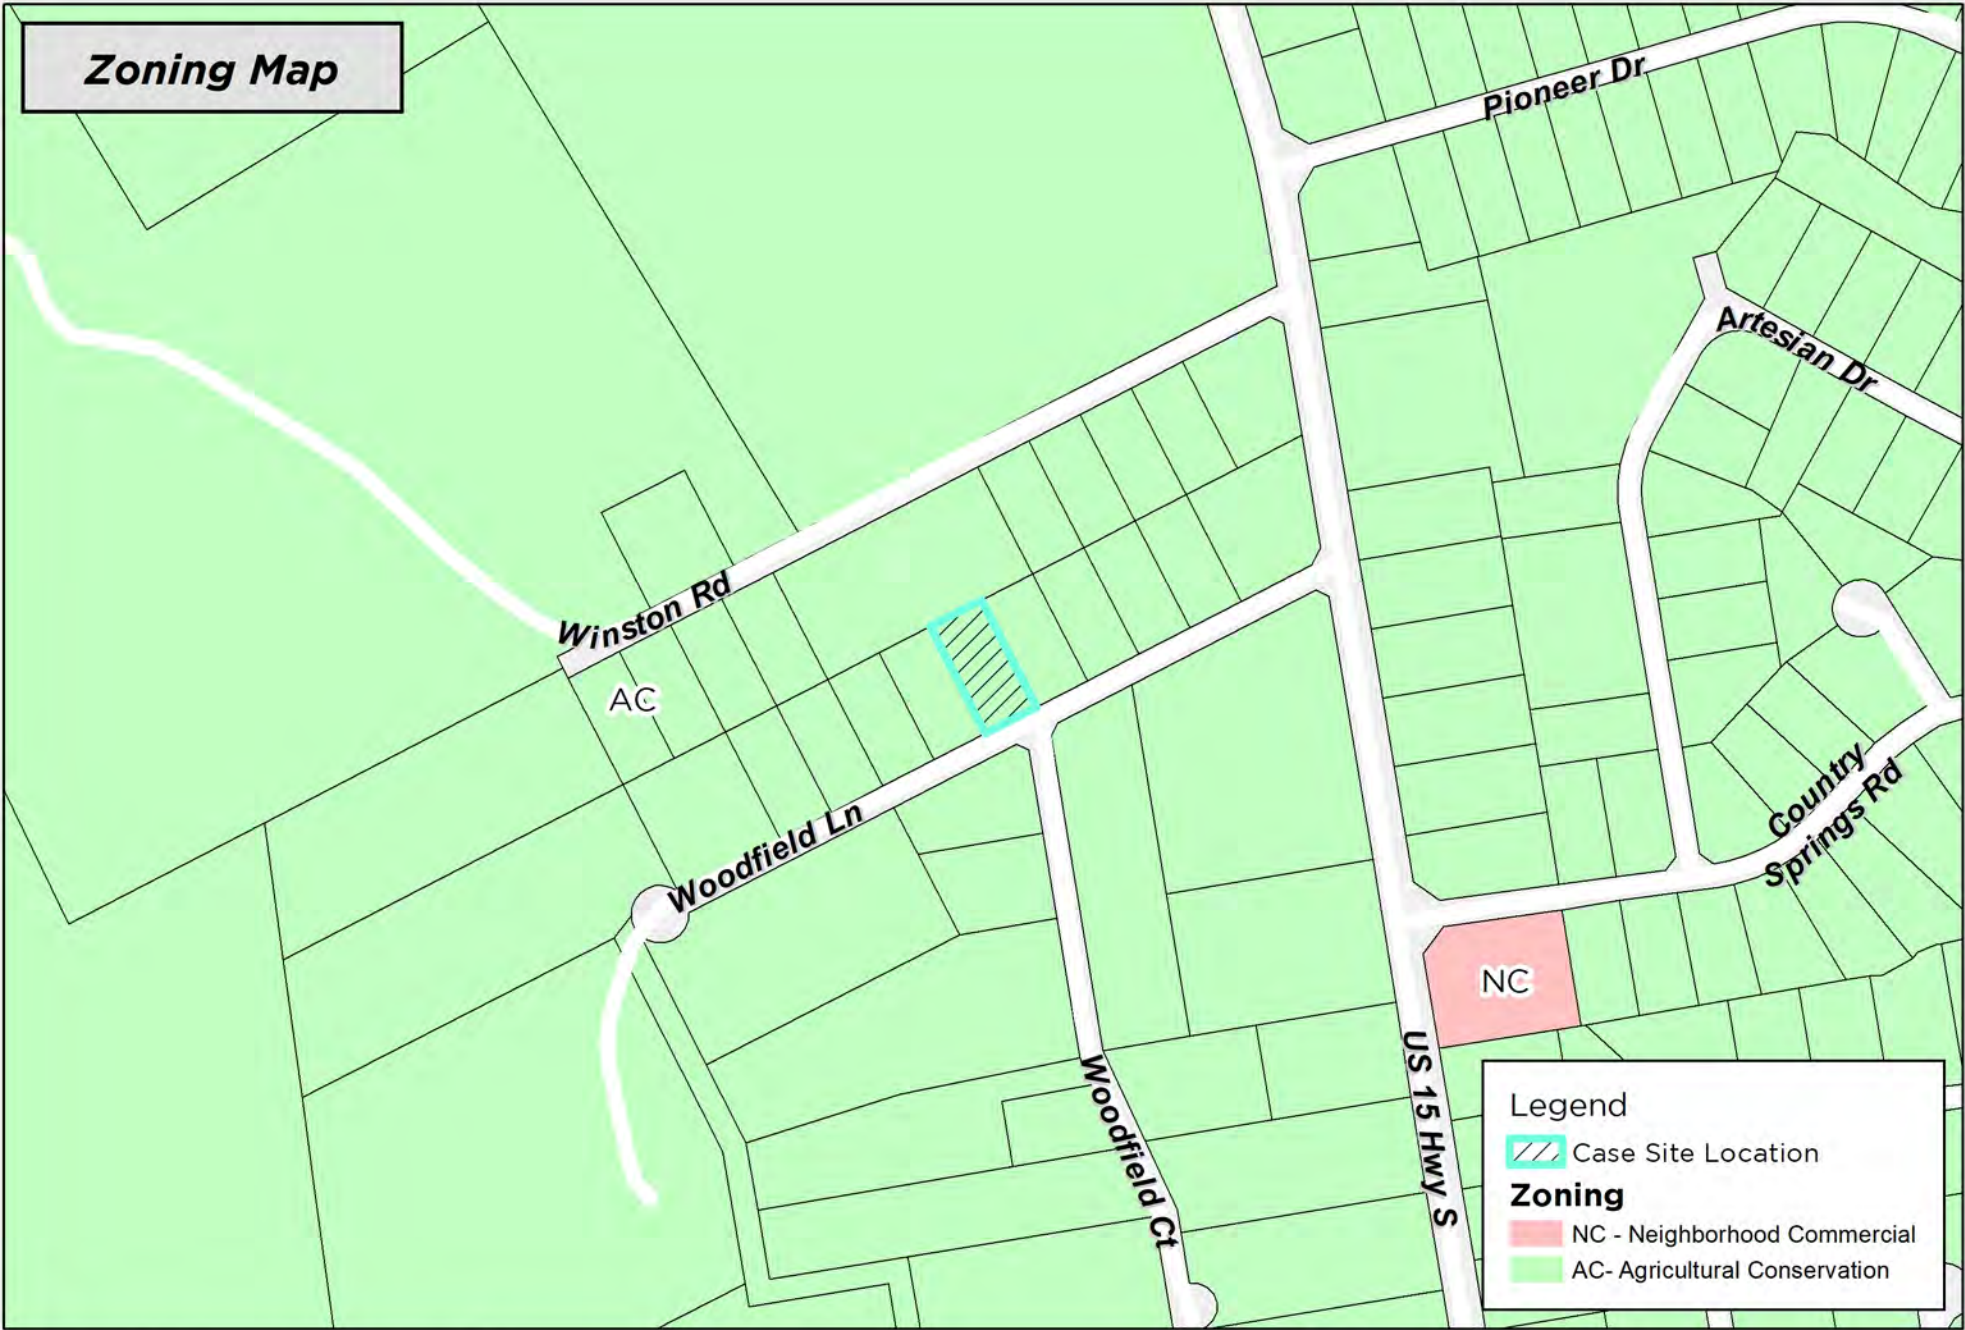 Zoning Map
Pioneer Dr
Artesian Dr
Winston Rd
AC
Woodfield Ln
Country
Springs Rd
NC
US 15 Hwy S
Woodfield Ct
Legend
Case Site Location
Zoning
NC - Neighborhood Commercial
AC- Agricultural Conservation